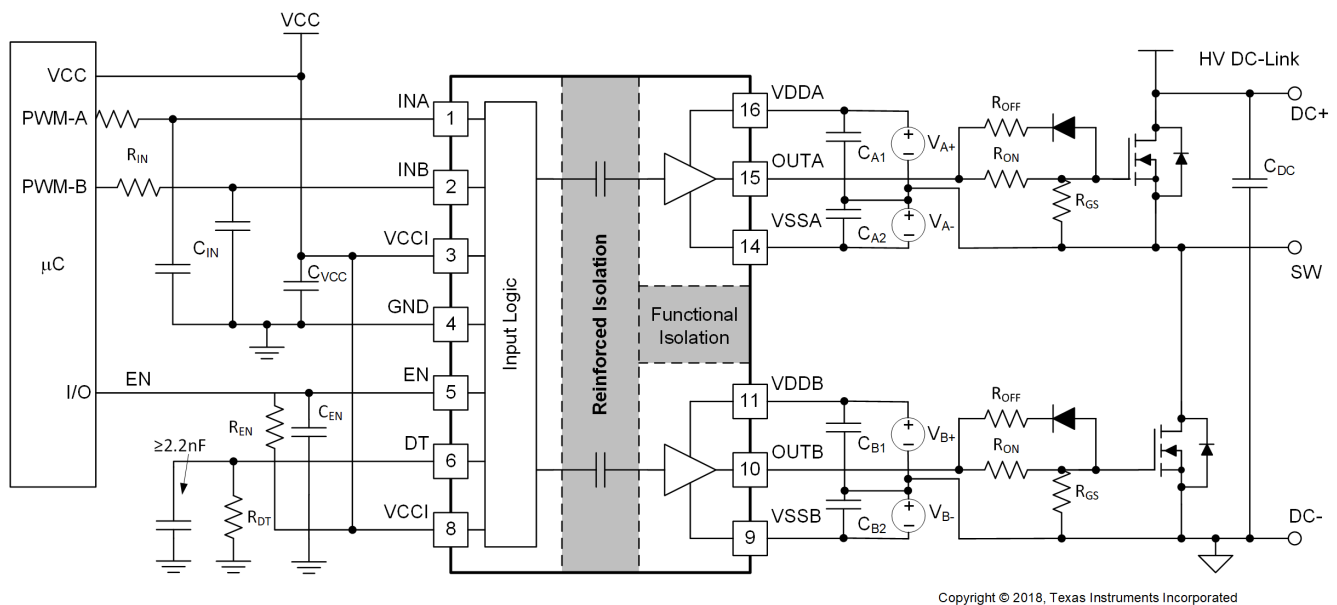 VCC
HV DC-Link
VCC
PWM-A
RIN
PWM-B
CIN
µC
CVCC
I/O
EN
REN
CEN
≥2.2nF
RDT
INA
1
INB
2
VCCI
3
GND
4
EN
5
DT
6
VCCI
8
Input Logic
Reinforced Isolation
Functional
Isolation
16
VDDA
15
OUTA
14
VSSA
11
VDDB
10
OUTB
9
VSSB
CA1
CA2
+
−
VA+
+
−
VA-
ROFF
RON
RGS
CDC
DC+
SW
CB1
CB2
+
−
VB+
+
−
VB-
ROFF
RON
RGS
DC-
Copyright © 2018, Texas Instruments Incorporated